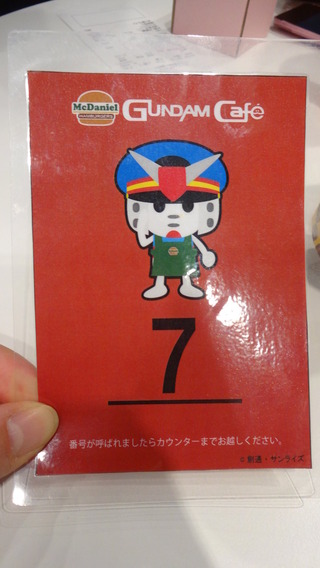 McDaniel
HAMBURGERS
GUNDAM Café
7
番号が呼ばれましたらカウンターまでお越しください。
© 創通・サンライズ